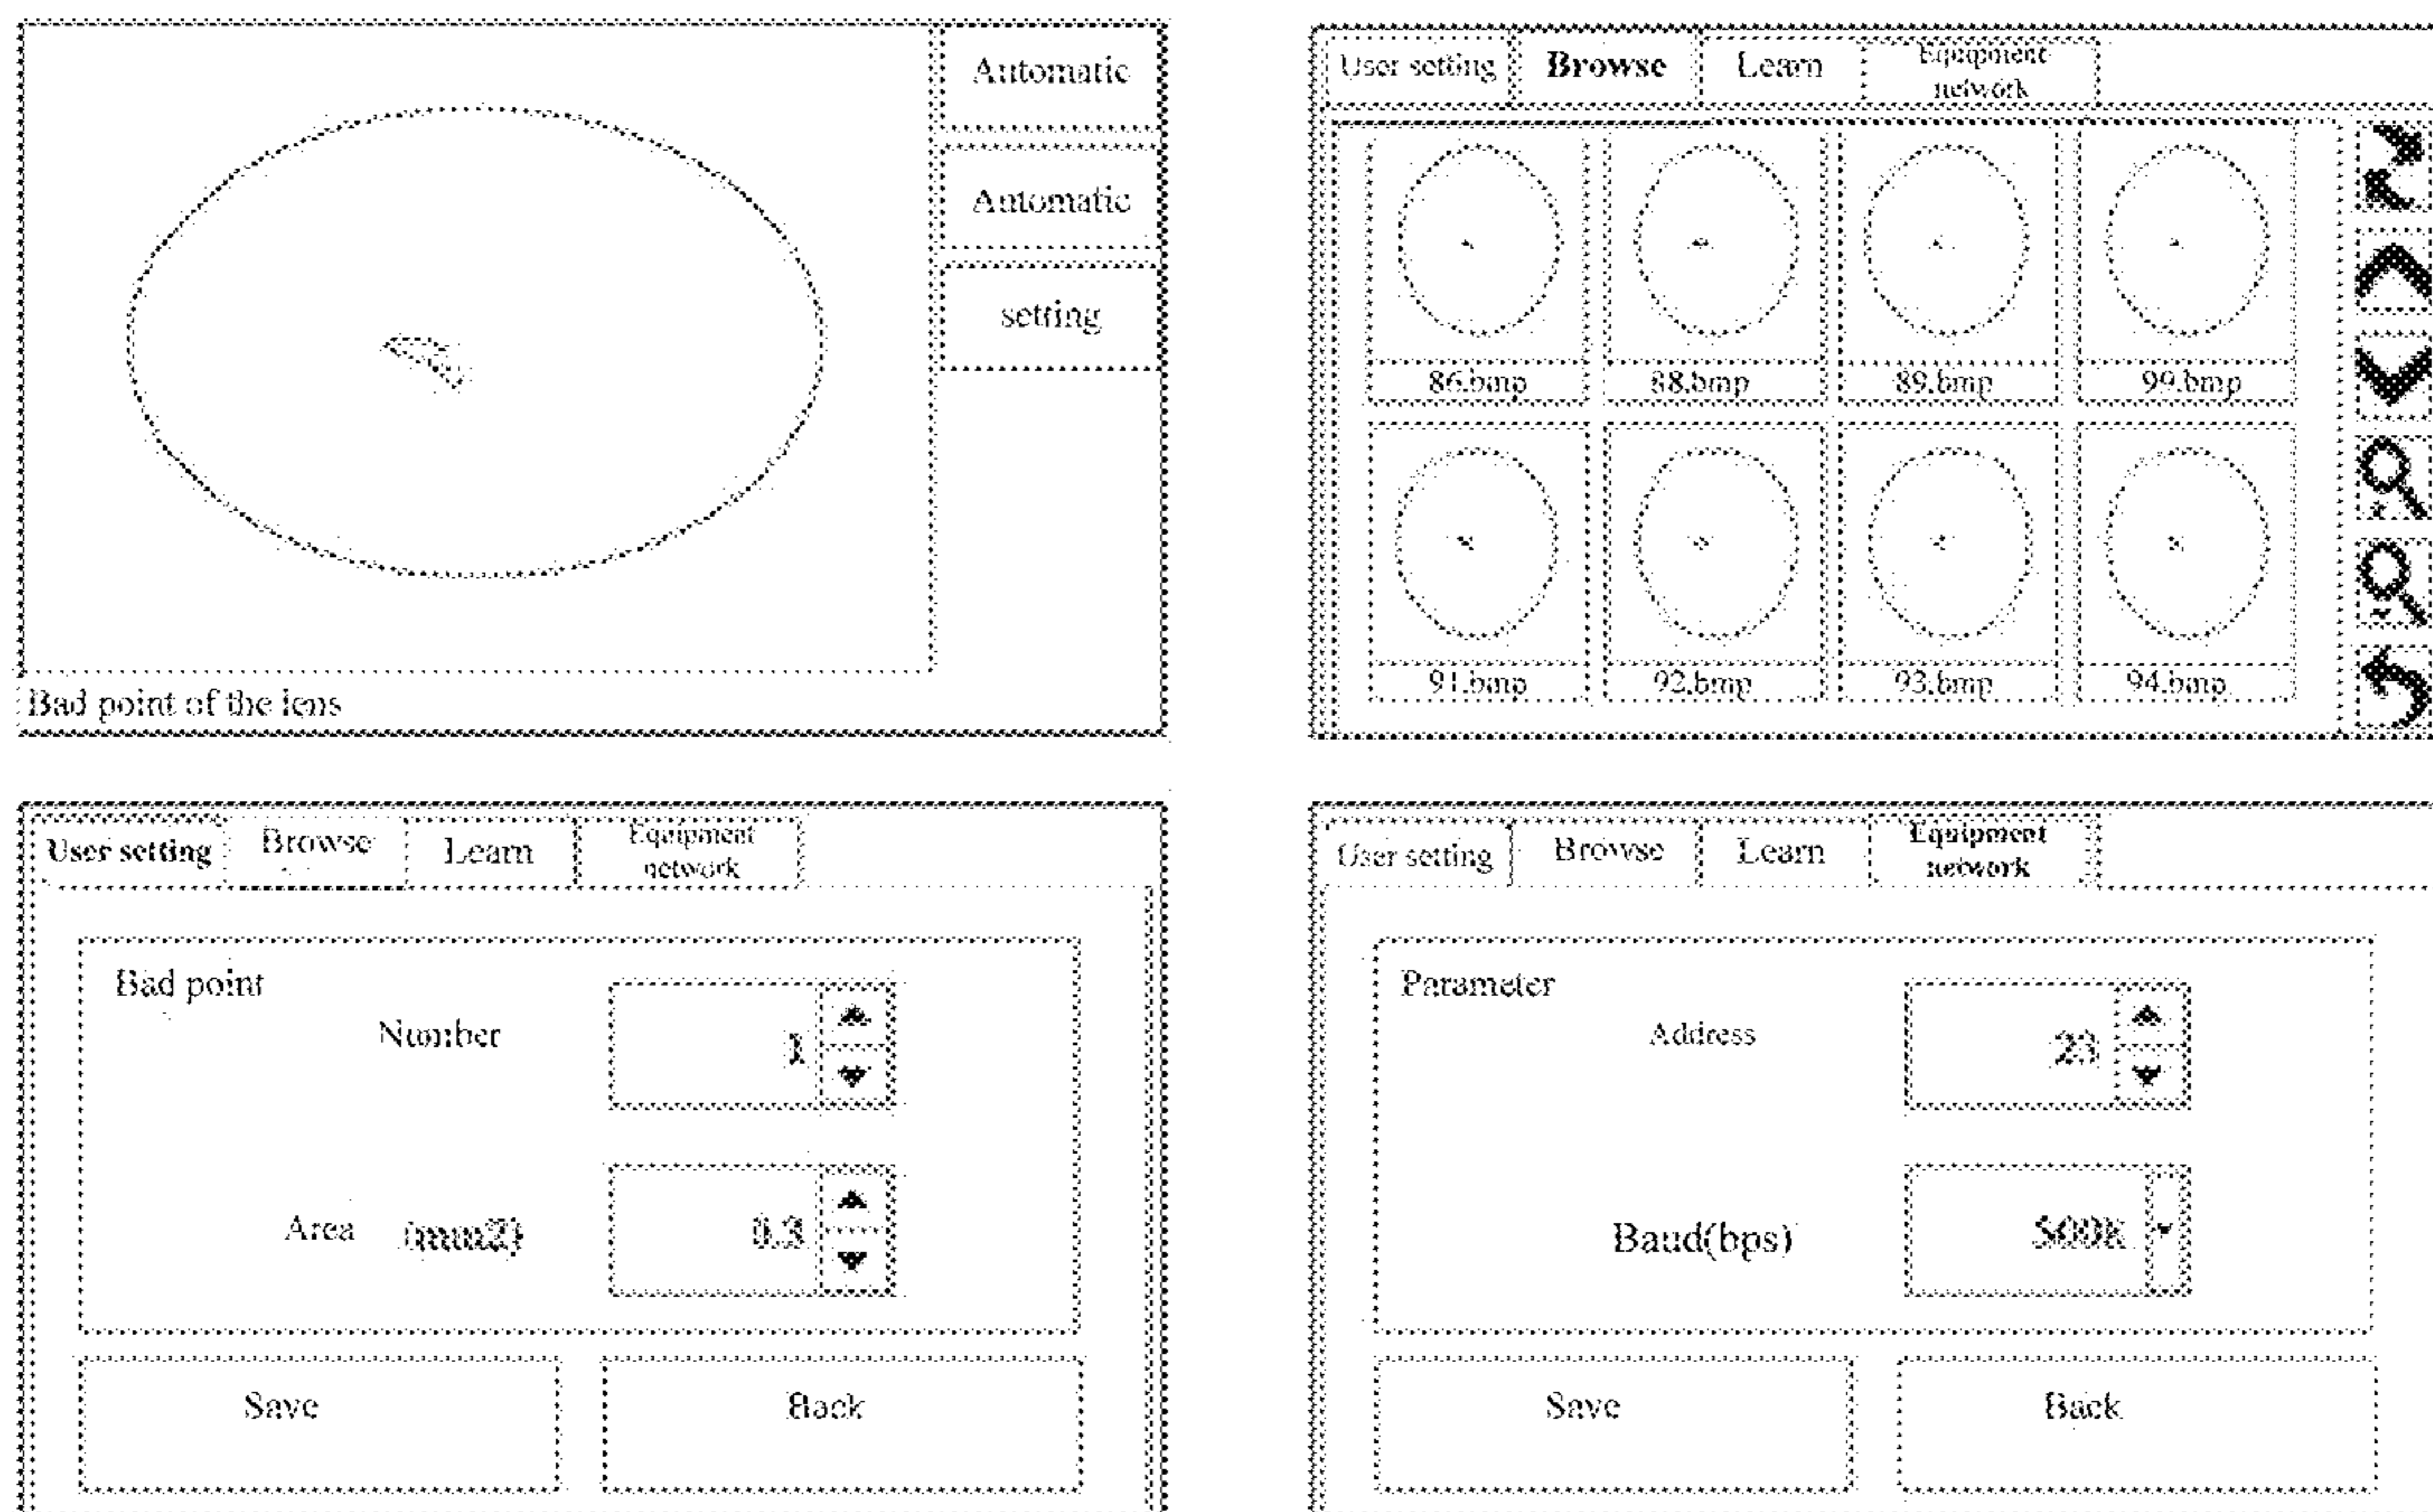 Automatic
Automatic
setting
Bad point of the lens
User setting
Browse
Learn
Equipment
network
86.bmp
88.bmp
89.bmp
99.bmp
91.bmp
92.bmp
93.bmp
94.bmp
User setting
Browse
Learn
Equipment
network
Bad point
Number
1
Area (mm2)
0.3
Save
Back
User setting
Browse
Learn
Equipment
network
Parameter
Address
23
Baud(bps)
500K
Save
Back